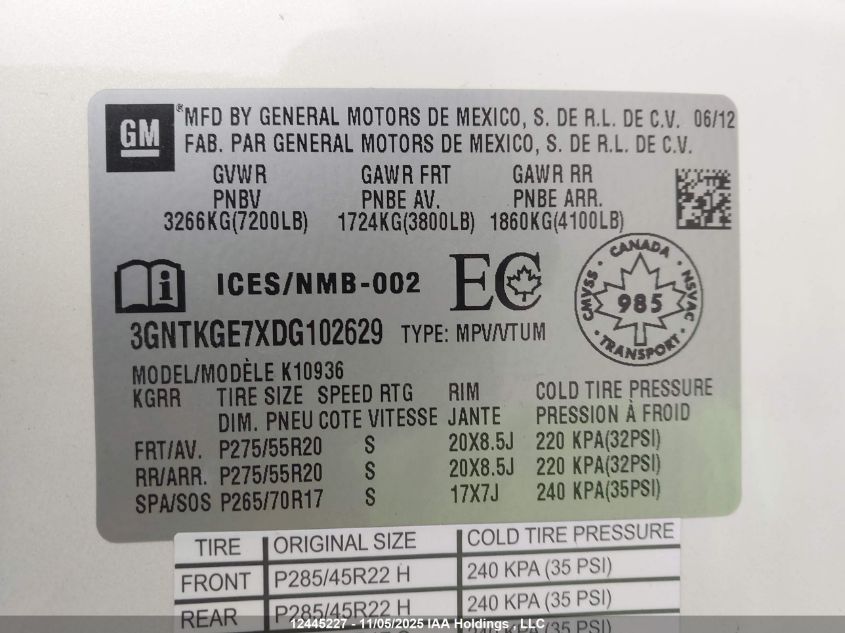 GM
MFD BY GENERAL MOTORS DE MEXICO, S. DE R.L. DE C.V. 06/12
FAB. PAR GENERAL MOTORS DE MEXICO, S. DE R.L. DE C.V.
GVWR GAWR FRT GAWR RR
PNBV PNBE AV. PNBE ARR.
3266KG(7200LB) 1724KG(3800LB) 1860KG(4100LB)
ICES/NMB-002 EC
CANADA CMVSS NSVAC 985 TRANSPORT
3GNTKGE7XDG102629 TYPE: MPV/VTUM
MODEL/MODÈLE K10936
KGRR TIRE SIZE SPEED RTG RIM COLD TIRE PRESSURE
DIM. PNEU COTE VITESSE JANTE PRESSION À FROID
FRT/AV. P275/55R20 S 20X8.5J 220 KPA(32PSI)
RR/ARR. P275/55R20 S 20X8.5J 220 KPA(32PSI)
SPA/SOS P265/70R17 S 17X7J 240 KPA(35PSI)
TIRE ORIGINAL SIZE COLD TIRE PRESSURE
FRONT P285/45R22 H 240 KPA (35 PSI)
REAR P285/45R22 H 240 KPA (35 PSI)
12445227 - 11/05/2025 IAA Holdings , LLC